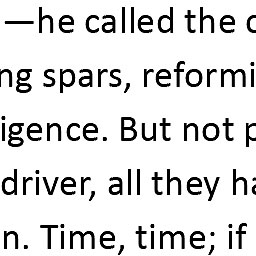 —he called the
ng spars, reformi
igence. But not
driver, all they ha
n. Time, time; if